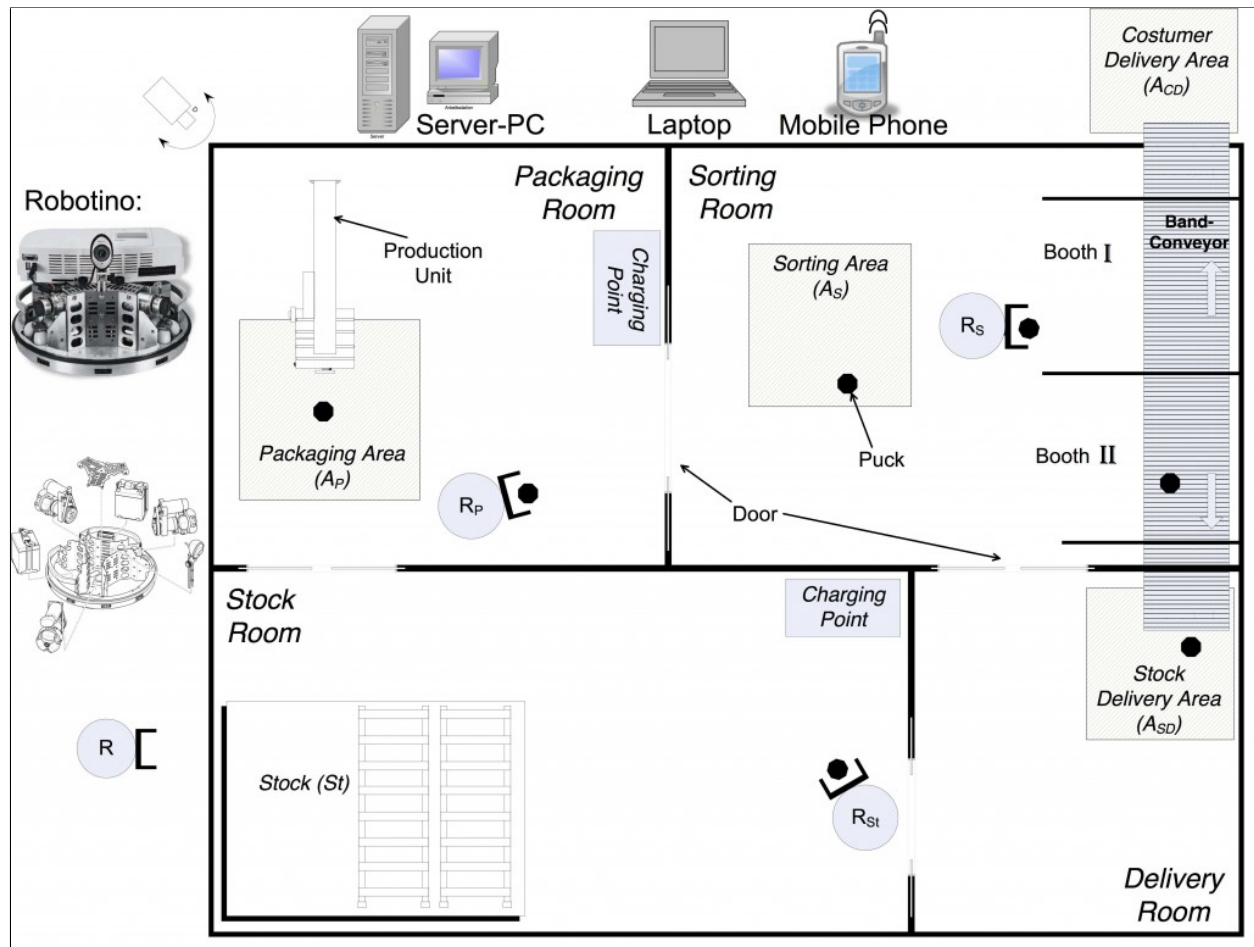 Costumer
Delivery Area
(ACD)
Server
Arbeitsstation
Server-PC
Laptop
Mobile Phone
Robotino:
Packaging
Room
Sorting
Room
Production
Unit
Charging
Point
Sorting Area
(AS)
Band-
Conveyor
Booth I
RS
Packaging Area
(AP)
Puck
Booth II
RP
Door
Stock
Room
Charging
Point
Stock
Delivery Area
(ASD)
R
Stock (St)
RSt
Delivery
Room